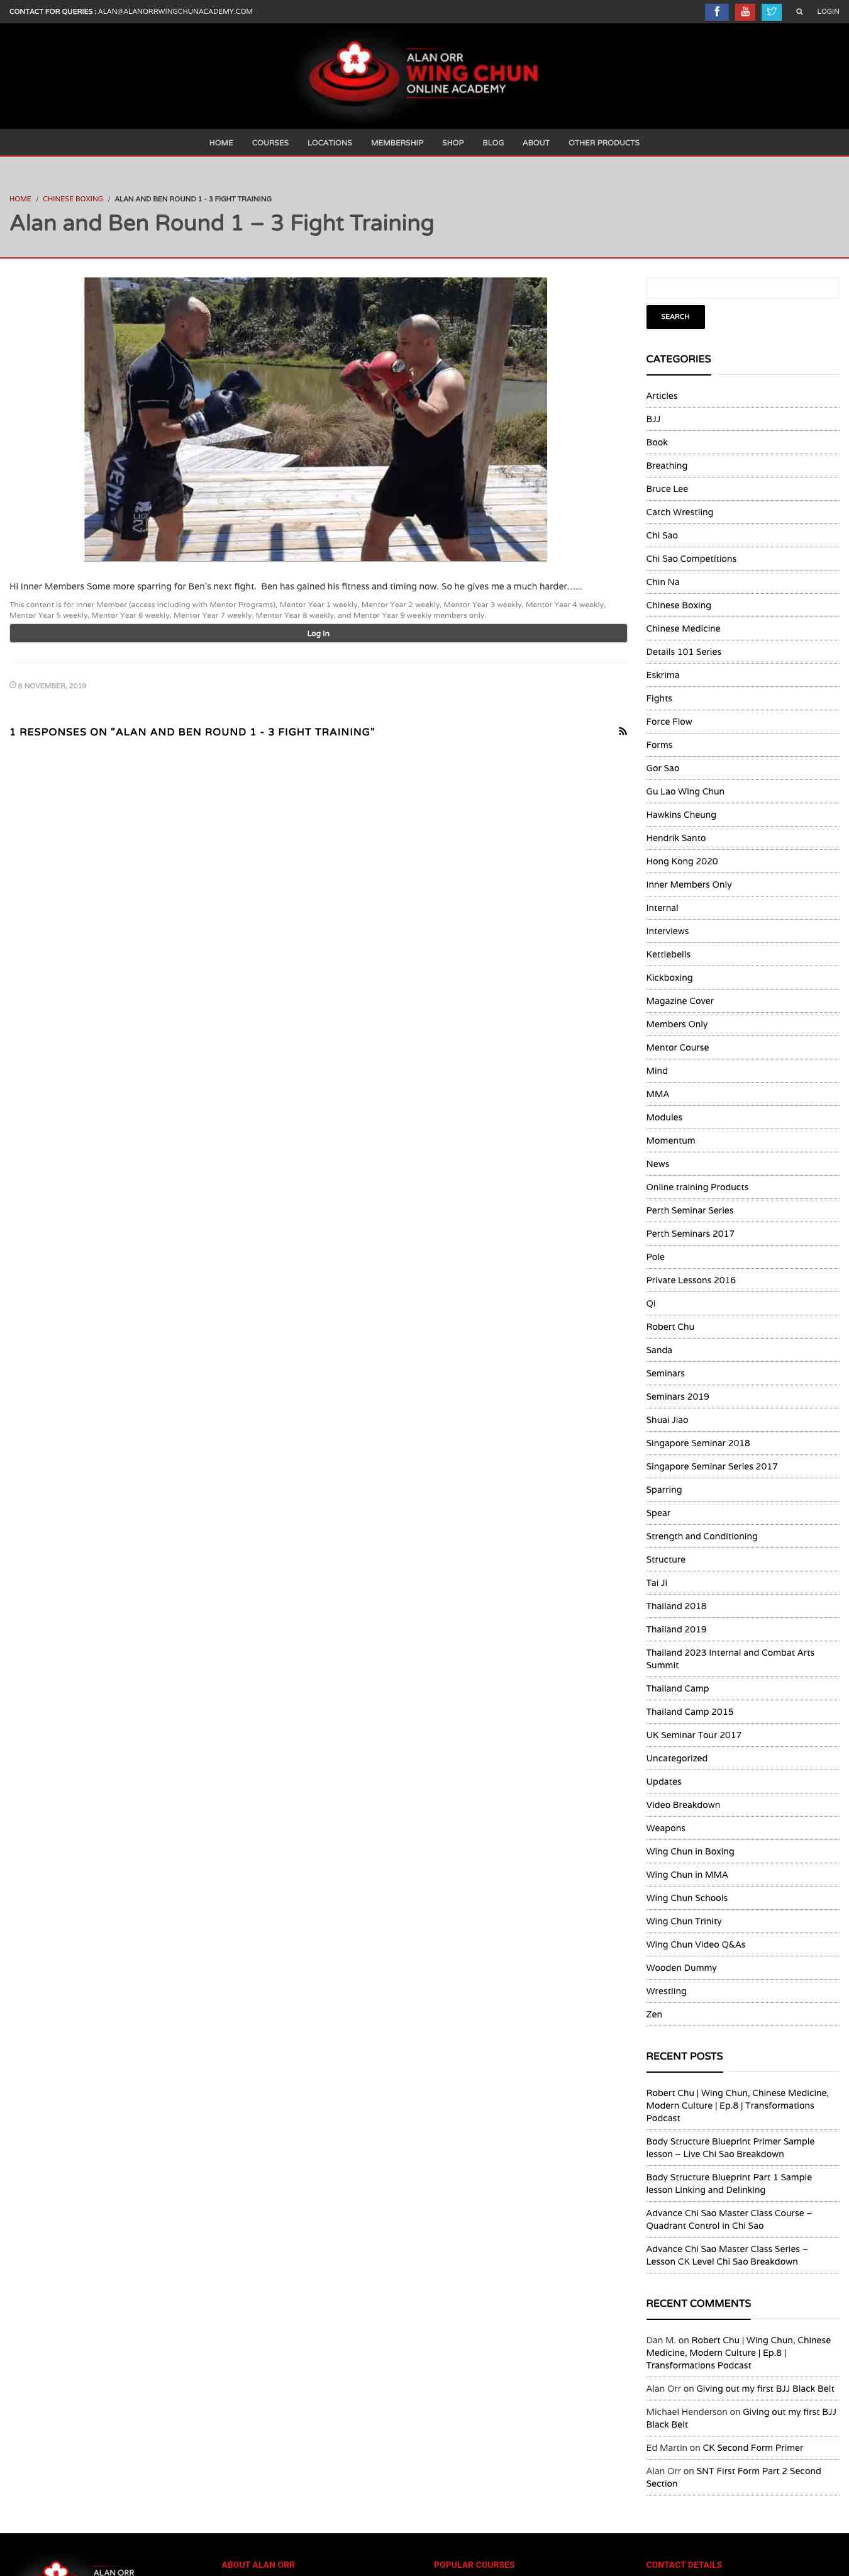 CONTACT FOR QUERIES : ALAN@ALANORRWINGCHUNACADEMY.COM
LOGIN
ALAN ORR
WING CHUN
ONLINE ACADEMY
HOME COURSES LOCATIONS MEMBERSHIP SHOP BLOG ABOUT OTHER PRODUCTS
HOME / CHINESE BOXING / ALAN AND BEN ROUND 1 - 3 FIGHT TRAINING
Alan and Ben Round 1 – 3 Fight Training
Hi Inner Members Some more sparring for Ben's next fight.  Ben has gained his fitness and timing now. So he gives me a much harder…...
This content is for Inner Member (access including with Mentor Programs), Mentor Year 1 weekly, Mentor Year 2 weekly, Mentor Year 3 weekly, Mentor Year 4 weekly,
Mentor Year 5 weekly, Mentor Year 6 weekly, Mentor Year 7 weekly, Mentor Year 8 weekly, and Mentor Year 9 weekly members only.
Log In
8 NOVEMBER, 2019
1 RESPONSES ON "ALAN AND BEN ROUND 1 - 3 FIGHT TRAINING"
SEARCH
CATEGORIES
Articles
BJJ
Book
Breathing
Bruce Lee
Catch Wrestling
Chi Sao
Chi Sao Competitions
Chin Na
Chinese Boxing
Chinese Medicine
Details 101 Series
Eskrima
Fights
Force Flow
Forms
Gor Sao
Gu Lao Wing Chun
Hawkins Cheung
Hendrik Santo
Hong Kong 2020
Inner Members Only
Internal
Interviews
Kettlebells
Kickboxing
Magazine Cover
Members Only
Mentor Course
Mind
MMA
Modules
Momentum
News
Online training Products
Perth Seminar Series
Perth Seminars 2017
Pole
Private Lessons 2016
Qi
Robert Chu
Sanda
Seminars
Seminars 2019
Shuai Jiao
Singapore Seminar 2018
Singapore Seminar Series 2017
Sparring
Spear
Strength and Conditioning
Structure
Tai Ji
Thailand 2018
Thailand 2019
Thailand 2023 Internal and Combat Arts
Summit
Thailand Camp
Thailand Camp 2015
UK Seminar Tour 2017
Uncategorized
Updates
Video Breakdown
Weapons
Wing Chun in Boxing
Wing Chun in MMA
Wing Chun Schools
Wing Chun Trinity
Wing Chun Video Q&As
Wooden Dummy
Wrestling
Zen
RECENT POSTS
Robert Chu | Wing Chun, Chinese Medicine,
Modern Culture | Ep.8 | Transformations
Podcast
Body Structure Blueprint Primer Sample
lesson – Live Chi Sao Breakdown
Body Structure Blueprint Part 1 Sample
lesson Linking and Delinking
Advance Chi Sao Master Class Course –
Quadrant Control in Chi Sao
Advance Chi Sao Master Class Series –
Lesson CK Level Chi Sao Breakdown
RECENT COMMENTS
Dan M. on Robert Chu | Wing Chun, Chinese
Medicine, Modern Culture | Ep.8 |
Transformations Podcast
Alan Orr on Giving out my first BJJ Black Belt
Michael Henderson on Giving out my first BJJ
Black Belt
Ed Martin on CK Second Form Primer
Alan Orr on SNT First Form Part 2 Second
Section
ALAN ORR
ABOUT ALAN ORR
POPULAR COURSES
CONTACT DETAILS